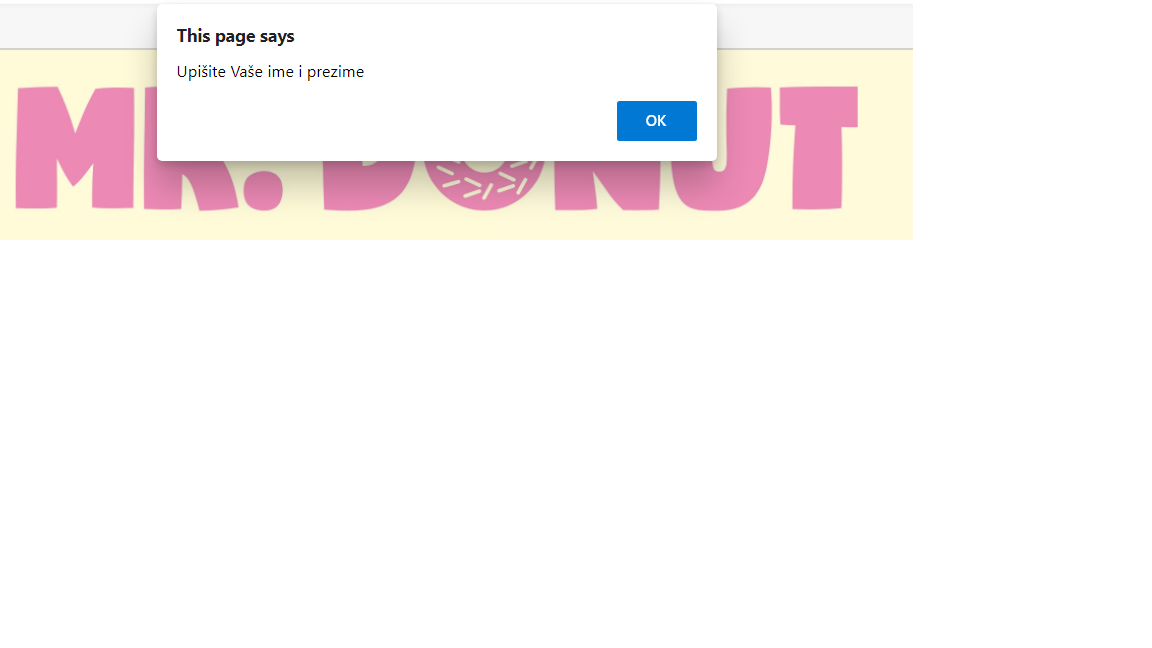 This page says
Upišite Vaše ime i prezime
OK
MR. DONUT